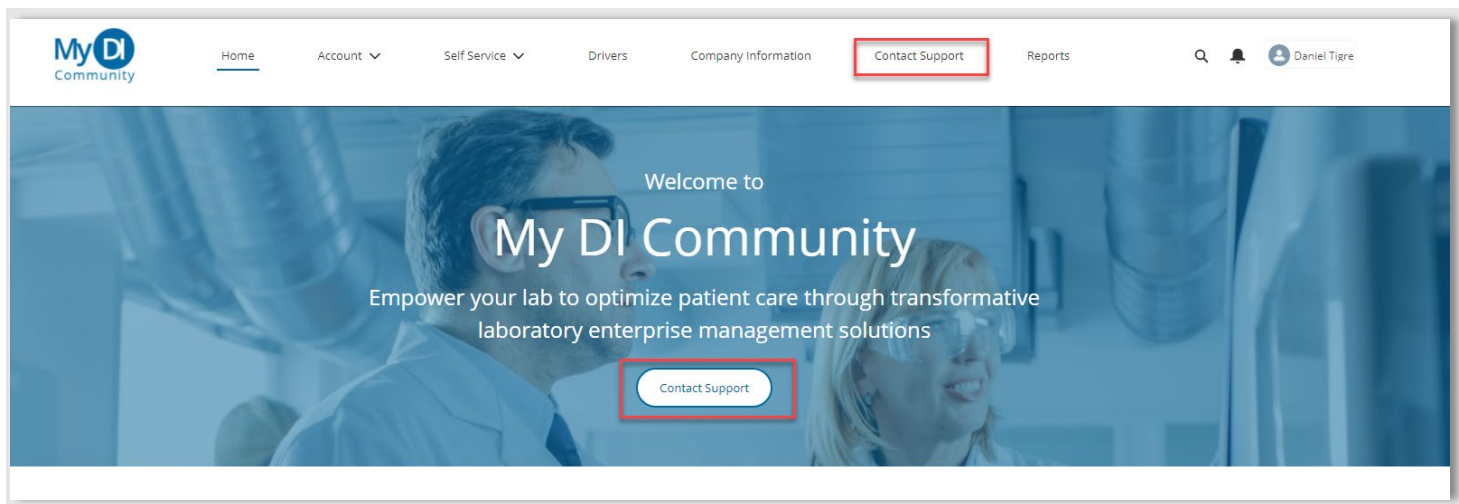 My DI
Community
Home Account Self Service Drivers Company Information Contact Support Reports Daniel Tigre
Welcome to
My DI Community
Empower your lab to optimize patient care through transformative
laboratory enterprise management solutions
Contact Support